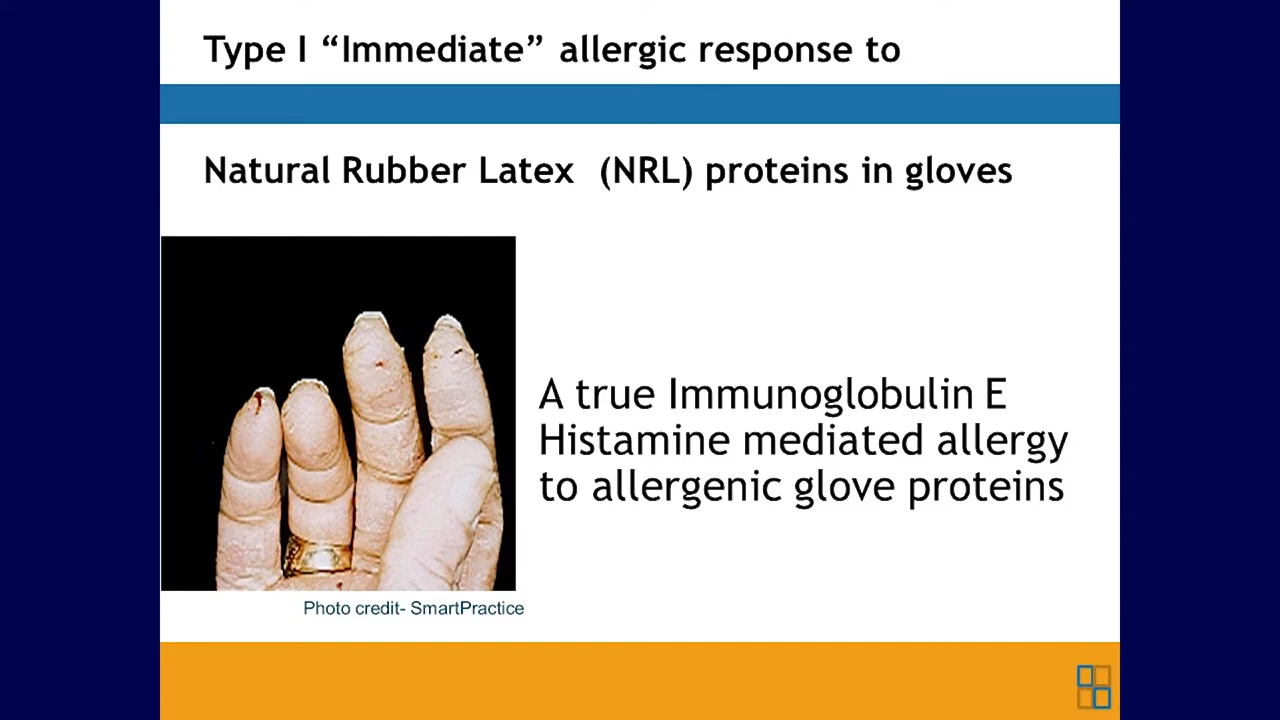 Type I “Immediate” allergic response to
Natural Rubber Latex (NRL) proteins in gloves
A true Immunoglobulin E
Histamine mediated allergy
to allergenic glove proteins
Photo credit- SmartPractice